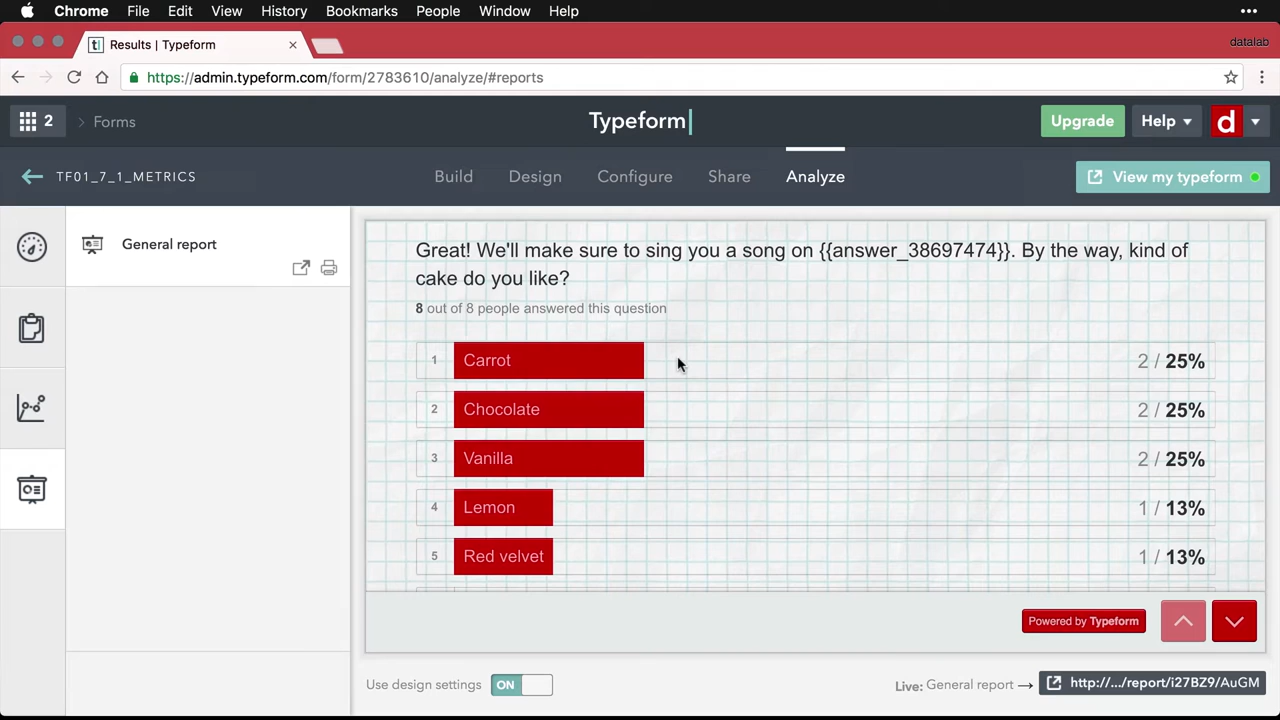 Chrome File Edit View History Bookmarks People Window Help
Results | Typeform
datalab
https://admin.typeform.com/form/2783610/analyze/#reports
2 Forms Typeform Upgrade Help d
TF01_7_1_METRICS Build Design Configure Share Analyze View my typeform
General report
Great! We'll make sure to sing you a song on {{answer_38697474}}. By the way, kind of
cake do you like?
8 out of 8 people answered this question
1 Carrot 2 / 25%
2 Chocolate 2 / 25%
3 Vanilla 2 / 25%
4 Lemon 1 / 13%
5 Red velvet 1 / 13%
Powered by Typeform
Use design settings ON Live: General report → http:/.../report/i27BZ9/AuGM